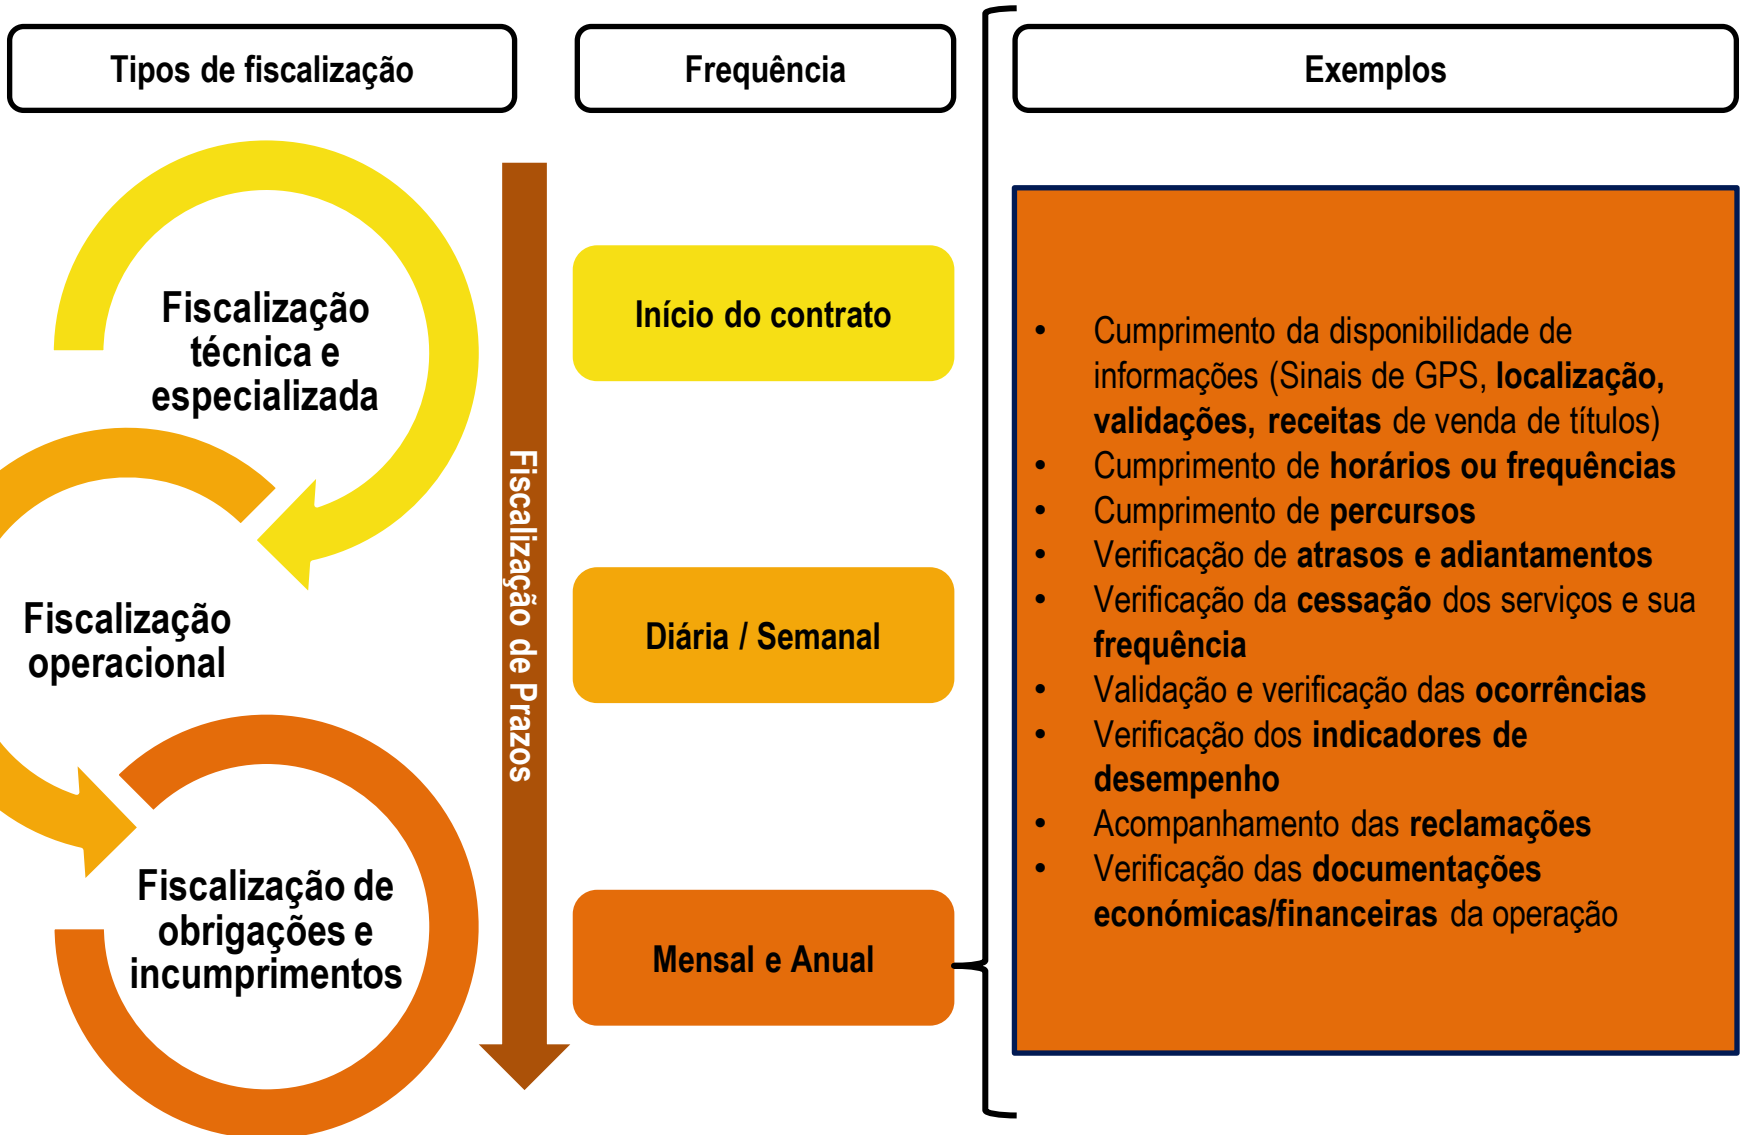 Tipos de fiscalização
Frequência
Exemplos
Fiscalização
técnica e
especializada
Fiscalização
operacional
Fiscalização de
obrigações e
incumprimentos
Fiscalização de Prazos
Início do contrato
Diária / Semanal
Mensal e Anual
• Cumprimento da disponibilidade de
informações (Sinais de GPS, localização,
validações, receitas de venda de títulos)
• Cumprimento de horários ou frequências
• Cumprimento de percursos
• Verificação de atrasos e adiantamentos
• Verificação da cessação dos serviços e sua
frequência
• Validação e verificação das ocorrências
• Verificação dos indicadores de
desempenho
• Acompanhamento das reclamações
• Verificação das documentações
económicas/financeiras da operação